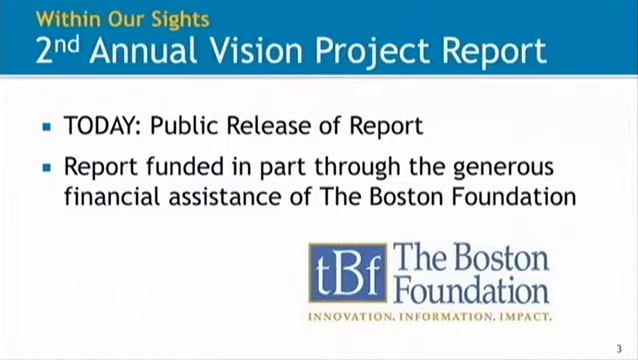 Within Our Sights
2nd Annual Vision Project Report
TODAY: Public Release of Report
Report funded in part through the generous
financial assistance of The Boston Foundation
tBf
The Boston
Foundation
INNOVATION. INFORMATION. IMPACT.
3